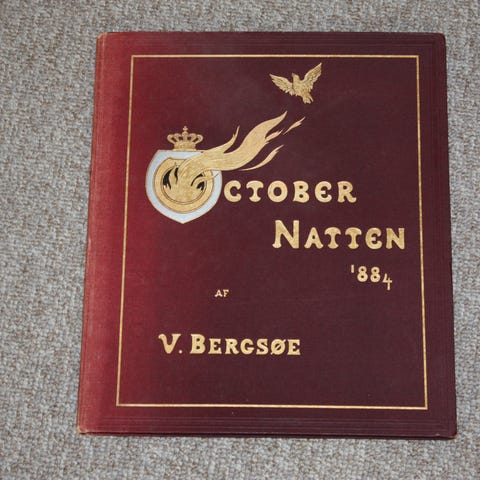 OCTOBER
NATTEN
1884
AF
V. BERGSØE